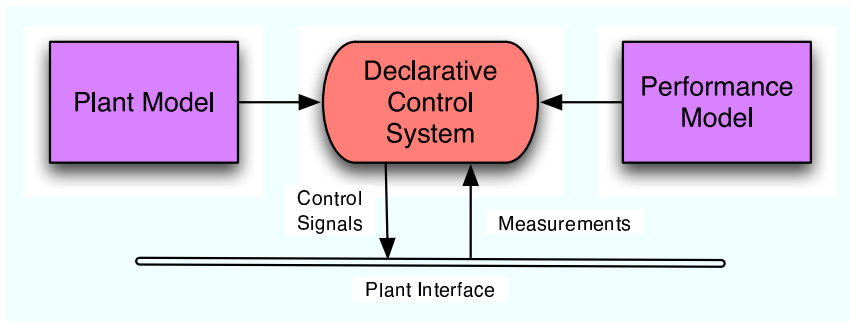 Plant Model
Declarative
Control
System
Performance
Model
Control
Signals
Measurements
Plant Interface